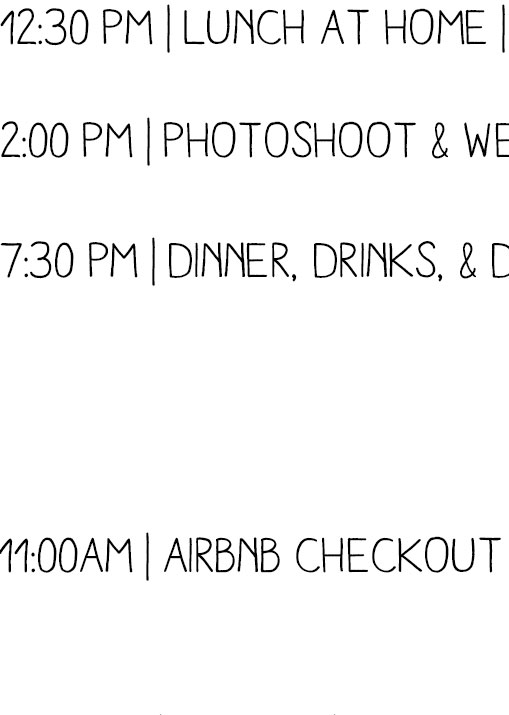 12:30 PM | LUNCH AT HOME |
2:00 PM | PHOTOSHOOT &
7:30 PM | DINNER, DRINKS, &
11:00AM | AIRBNB CHECKOUT